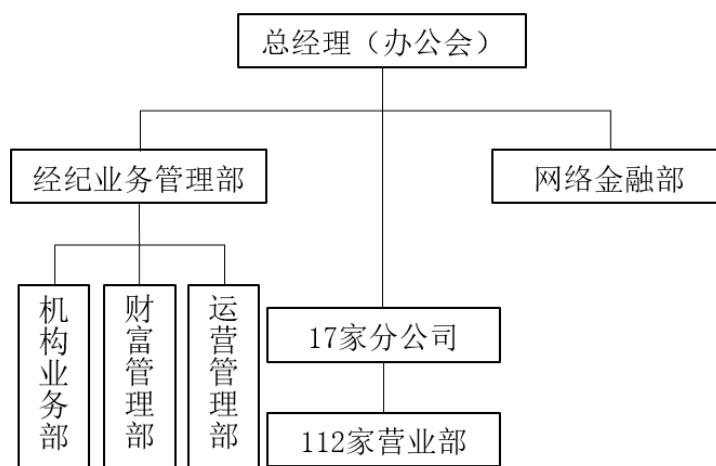 总经理（办公会）
经纪业务管理部
网络金融部
机构业务部
财富管理部
运营管理部
17家分公司
112家营业部